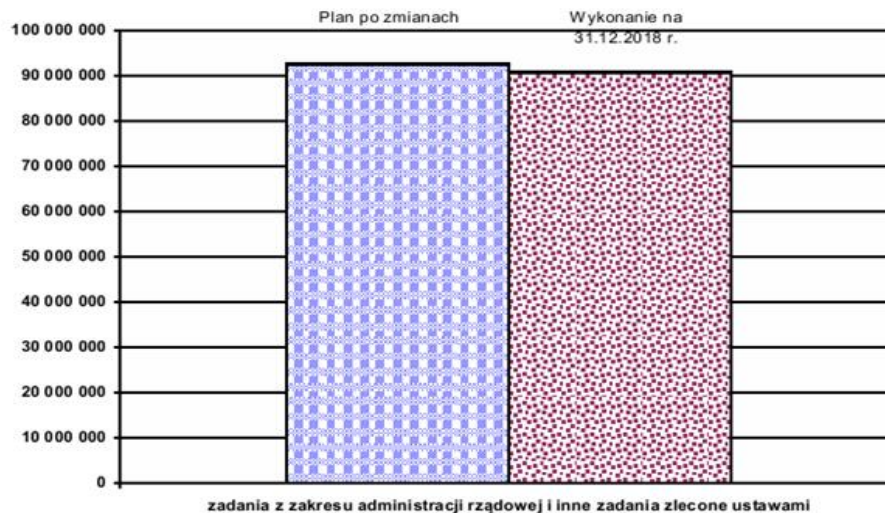 Plan po zmianach
Wykonanie na
31.12.2018 r.
100 000 000
90 000 000
80 000 000
70 000 000
60 000 000
50 000 000
40 000 000
30 000 000
20 000 000
10 000 000
0
zadania z zakresu administracji rządowej i inne zadania zlecone ustawami